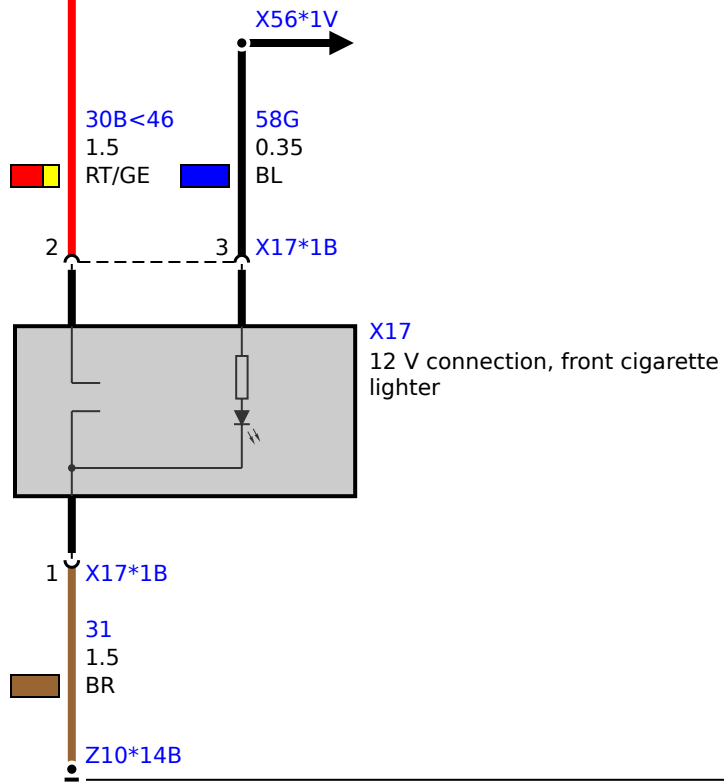 X56*1V
30B<46
1.5
RT/GE
58G
0.35
BL
2
3
X17*1B
X17
12 V connection, front cigarette
lighter
1
X17*1B
31
1.5
BR
Z10*14B